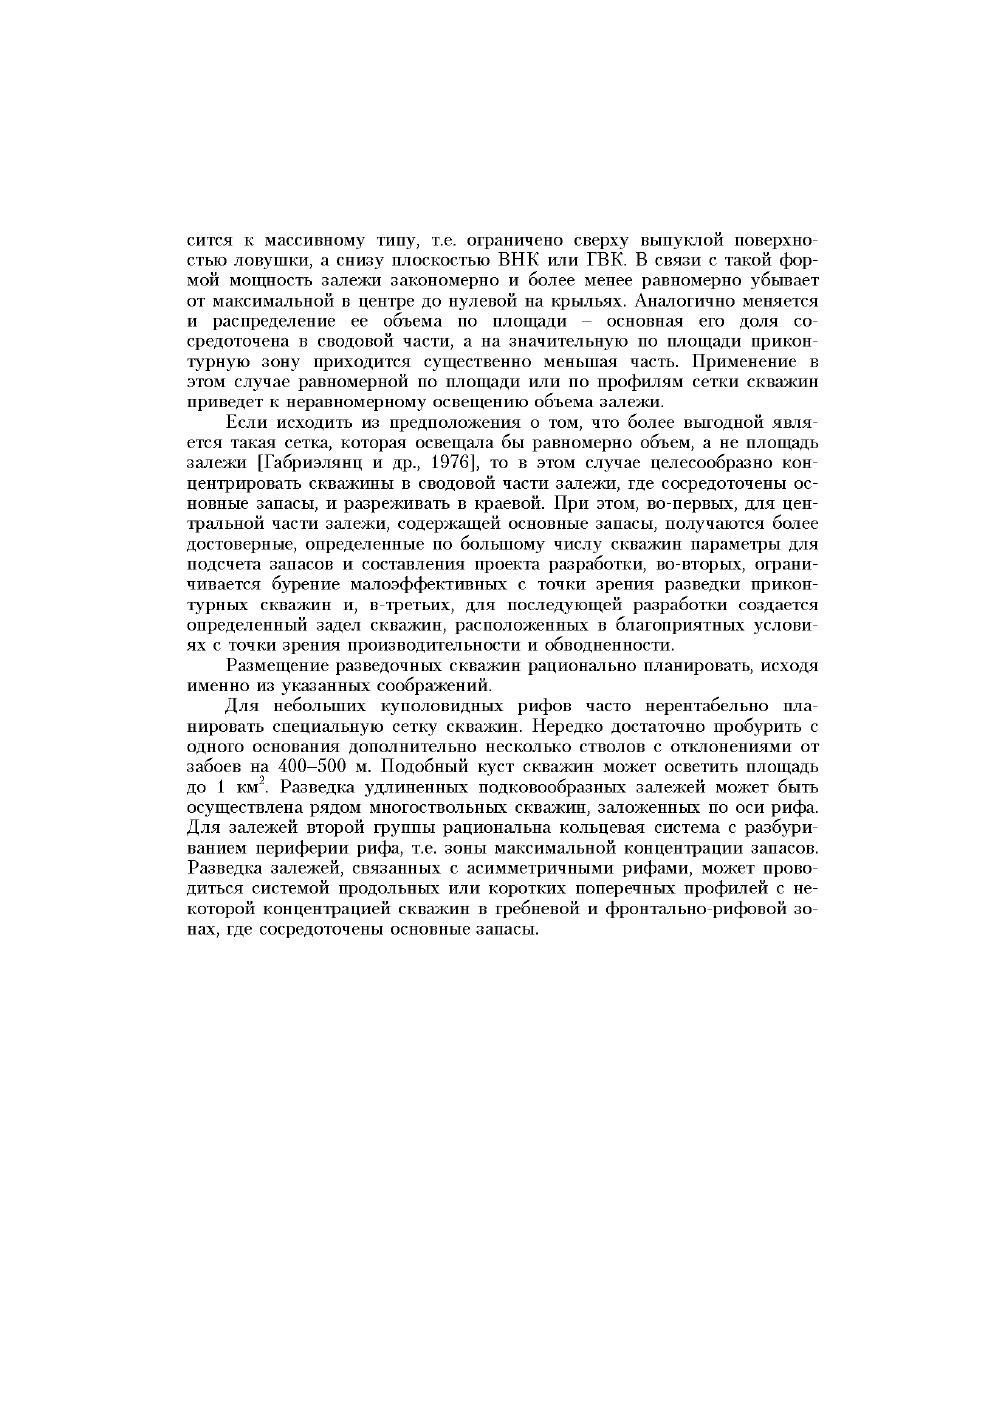 сится к массивному типу, т.е. ограничено сверху выпуклой поверхно-
стью ловушки, а снизу плоскостью ВНК или ГВК. В связи с такой фор-
мой мощность залежи закономерно и более менее равномерно убывает
от максимальной в центре до нулевой на крыльях. Аналогично меняется
и распределение ее объема по площади – основная его доля со-
средоточена в сводовой части, а на значительную по площади прикон-
турную зону приходится существенно меньшая часть. Применение в
этом случае равномерной по площади или по профилям сетки скважин
приведет к неравномерному освещению объема залежи.
Если исходить из предположения о том, что более выгодной явля-
ется такая сетка, которая освещала бы равномерно объем, а не площадь
залежи [Габриэлянц и др., 1976], то в этом случае целесообразно кон-
центрировать скважины в сводовой части залежи, где сосредоточены ос-
новные запасы, и разреживать в краевой. При этом, во-первых, для цен-
тральной части залежи, содержащей основные запасы, получаются более
достоверные, определенные по большому числу скважин параметры для
подсчета запасов и составления проекта разработки, во-вторых, ограни-
чивается бурение малоэффективных с точки зрения разведки прикон-
турных скважин и, в-третьих, для последующей разработки создается
определенный задел скважин, расположенных в благоприятных услови-
ях с точки зрения производительности и обводненности.
Размещение разведочных скважин рационально планировать, исходя
именно из указанных соображений.
Для небольших куполовидных рифов часто нерентабельно пла-
нировать специальную сетку скважин. Нередко достаточно пробурить с
одного основания дополнительно несколько стволов с отклонениями от
забоев на 400–500 м. Подобный куст скважин может осветить площадь
до 1 км². Разведка удлиненных подковообразных залежей может быть
осуществлена рядом многоствольных скважин, заложенных по оси рифа.
Для залежей второй группы рациональна кольцевая система с разбури-
ванием периферии рифа, т.е. зоны максимальной концентрации запасов.
Разведка залежей, связанных с асимметричными рифами, может прово-
диться системой продольных или коротких поперечных профилей с не-
которой концентрацией скважин в гребневой и фронтально-рифовой зо-
нах, где сосредоточены основные запасы.